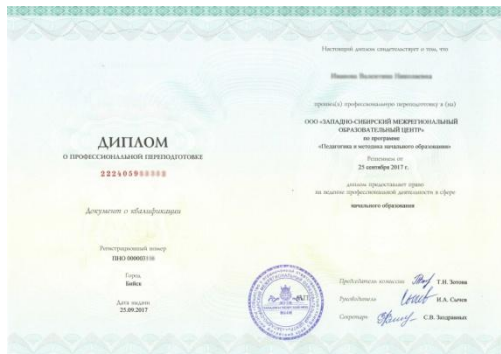 ДИПЛОМ
О ПРОФЕССИОНАЛЬНОЙ ПЕРЕПОДГОТОВКЕ
Документ о квалификации
Регистрационный номер
Город
Бийск
Дата выдачи
25.09.2017
Настоящий диплом свидетельствует о том, что
прошел(а) профессиональную переподготовку в (на)
ООО «ЗАПАДНО-СИБИРСКИЙ МЕЖРЕГИОНАЛЬНЫЙ
ОБРАЗОВАТЕЛЬНЫЙ ЦЕНТР»
по программе
«Педагогика и методика начального образования»
Решением от
25 сентября 2017 г.
диплом предоставляет право
на ведение профессиональной деятельности в сфере
начального образования
Председатель комиссии Т.Н. Зотова
Руководитель Н.А. Сычев
Секретарь С.В.